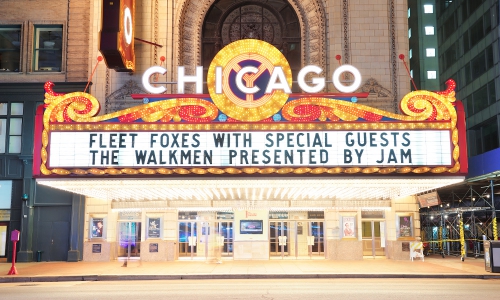 CHICAGO
FLEET FOXES WITH SPECIAL GUESTS
THE WALKMEN PRESENTED BY JAM